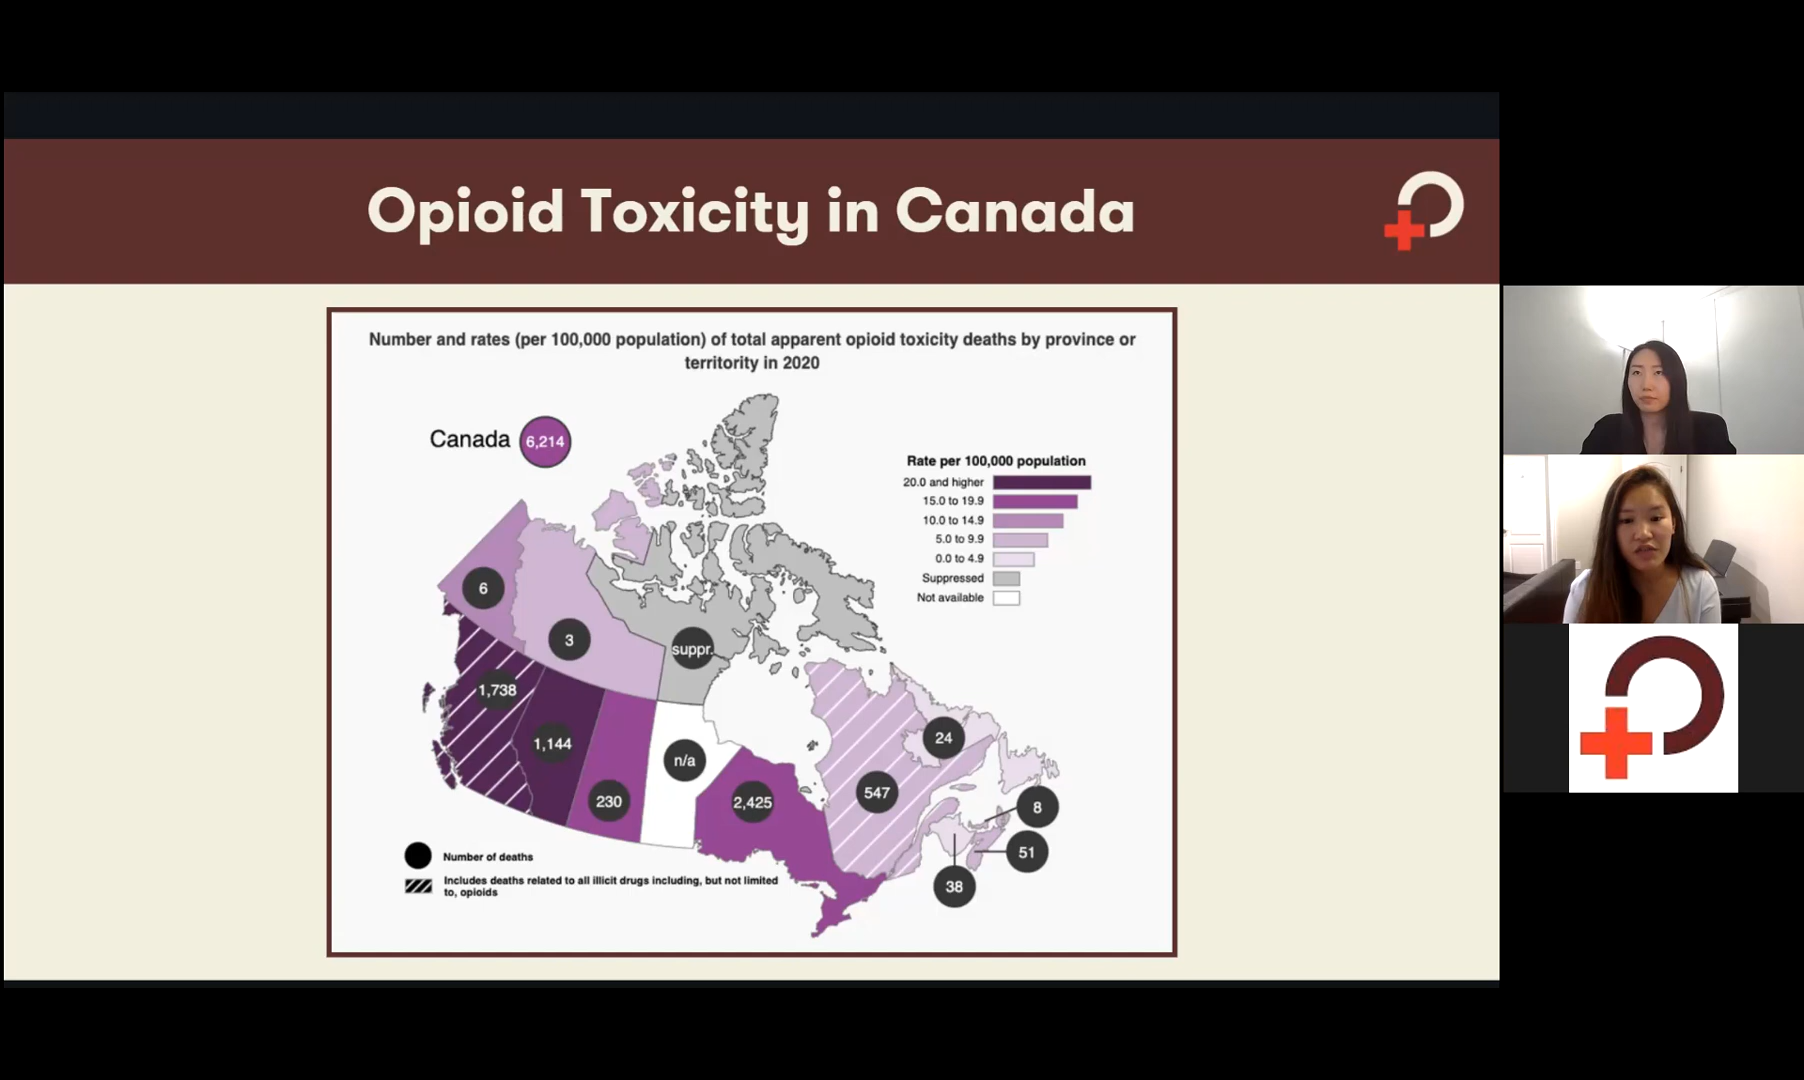 Opioid Toxicity in Canada
Number and rates (per 100,000 population) of total apparent opioid toxicity deaths by province or
territory in 2020
Canada 6,214
Rate per 100,000 population
20.0 and higher
15.0 to 19.9
10.0 to 14.9
5.0 to 9.9
0.0 to 4.9
Suppressed
Not available
6
3
suppr.
1,738
1,144
230
n/a
2,425
547
24
8
51
38
Number of deaths
Includes deaths related to all illicit drugs including, but not limited
to, opioids